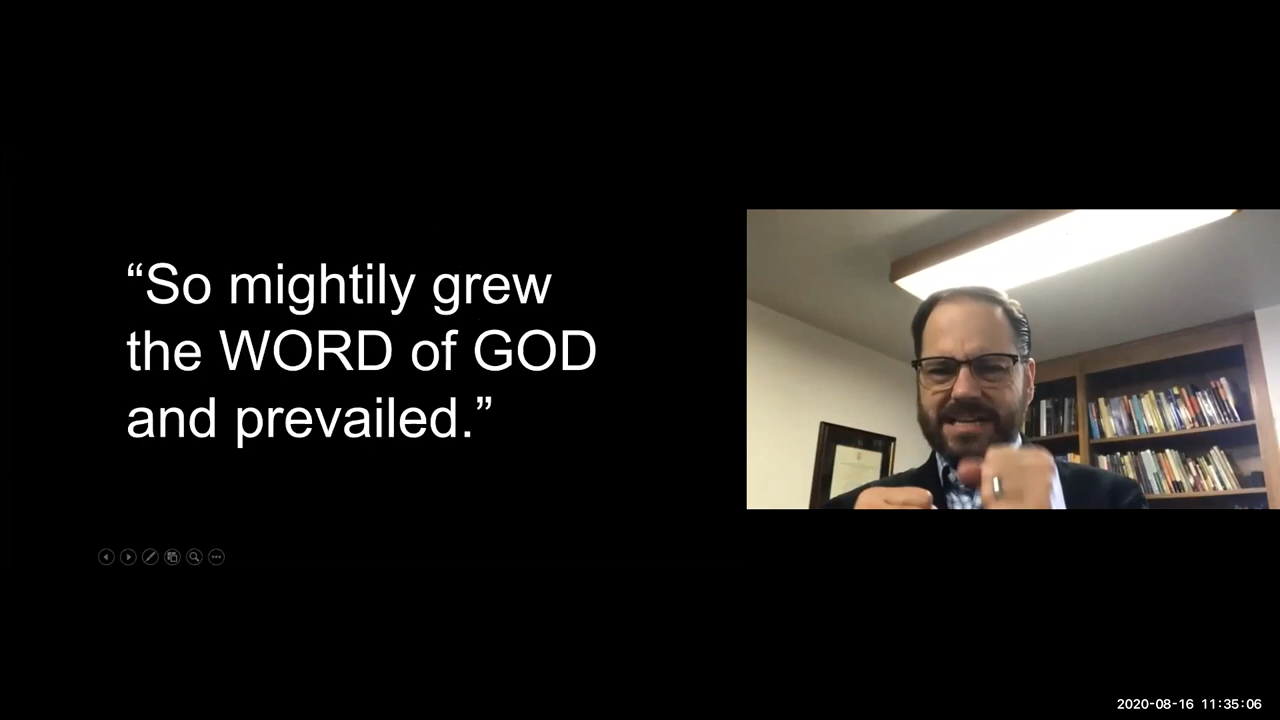 “So mightily grew
the WORD of GOD
and prevailed.”
2020-08-16 11:35:06